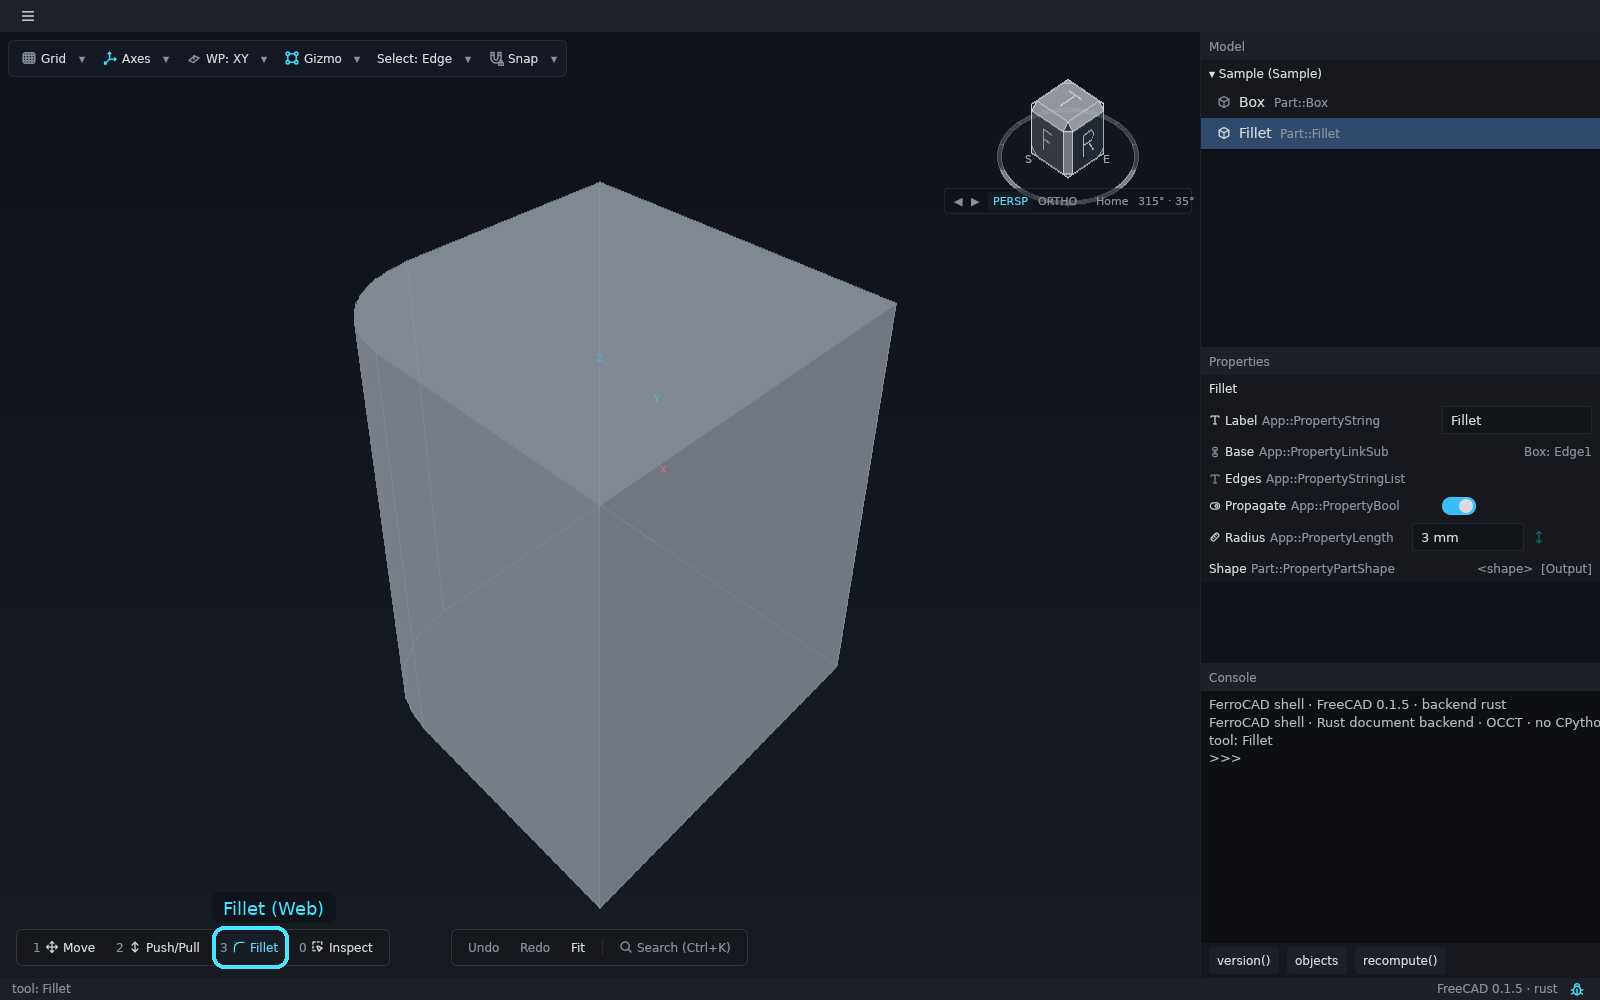 Grid ▼ Axes ▼ WP: XY ▼ Gizmo ▼ Select: Edge ▼ Snap ▼
T
F R
S E
◀ ▶ PERSP ORTHO Home 315° · 35°
Z
Y
X
Fillet (Web)
1 Move 2 Push/Pull 3 Fillet 0 Inspect
Undo Redo Fit Search (Ctrl+K)
tool: Fillet
Model
▾ Sample (Sample)
Box Part::Box
Fillet Part::Fillet
Properties
Fillet
Label App::PropertyString Fillet
Base App::PropertyLinkSub Box: Edge1
Edges App::PropertyStringList
Propagate App::PropertyBool
Radius App::PropertyLength 3 mm
Shape Part::PropertyPartShape <shape> [Output]
Console
FerroCAD shell · FreeCAD 0.1.5 · backend rust
FerroCAD shell · Rust document backend · OCCT · no CPytho
tool: Fillet
>>>
version() objects recompute()
FreeCAD 0.1.5 · rust